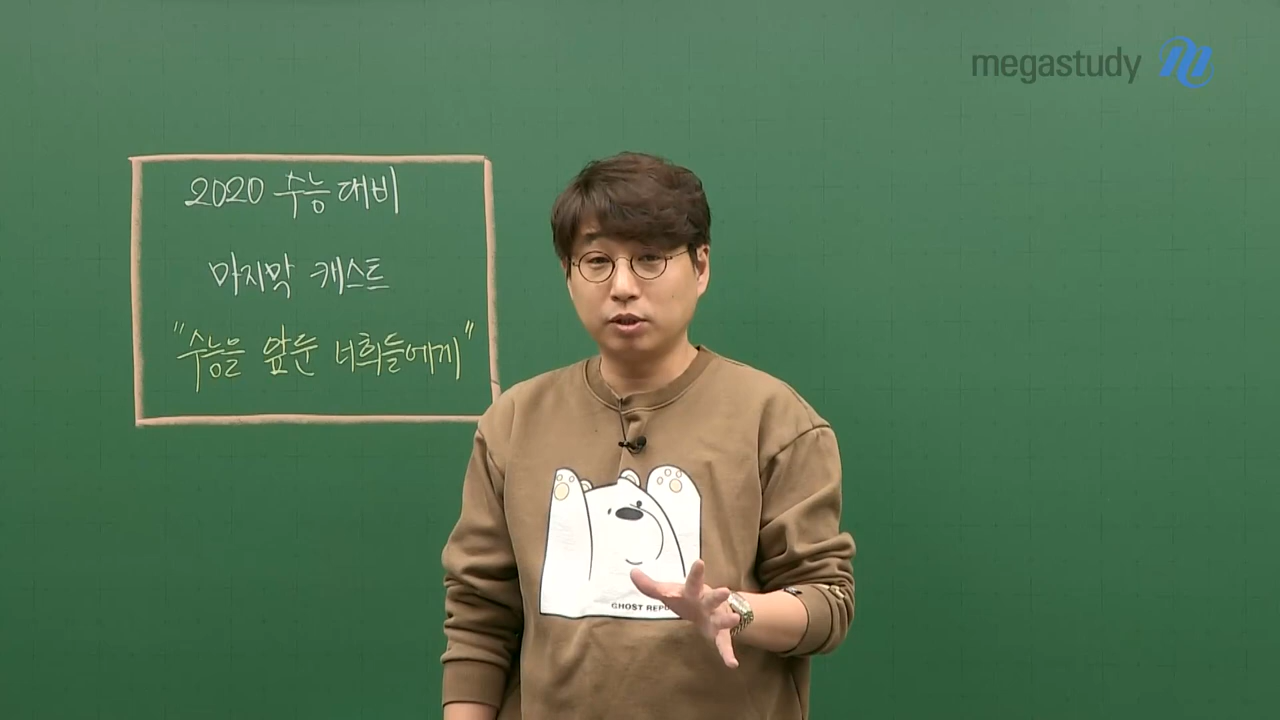 megastudy
2020 수능 대비
마지막 캐스트
"수능을 앞둔 너희들에게"
GHOST REPU